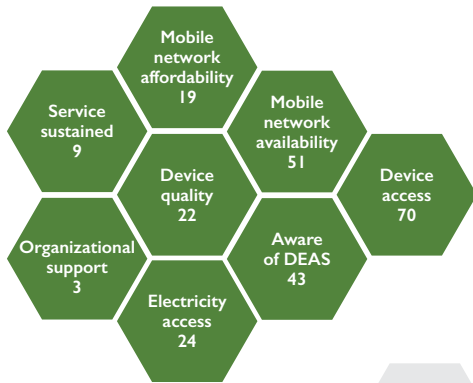 Mobile
network
affordability
19
Service
sustained
9
Mobile
network
availability
51
Device
quality
22
Device
access
70
Organizational
support
3
Aware
of DEAS
43
Electricity
access
24